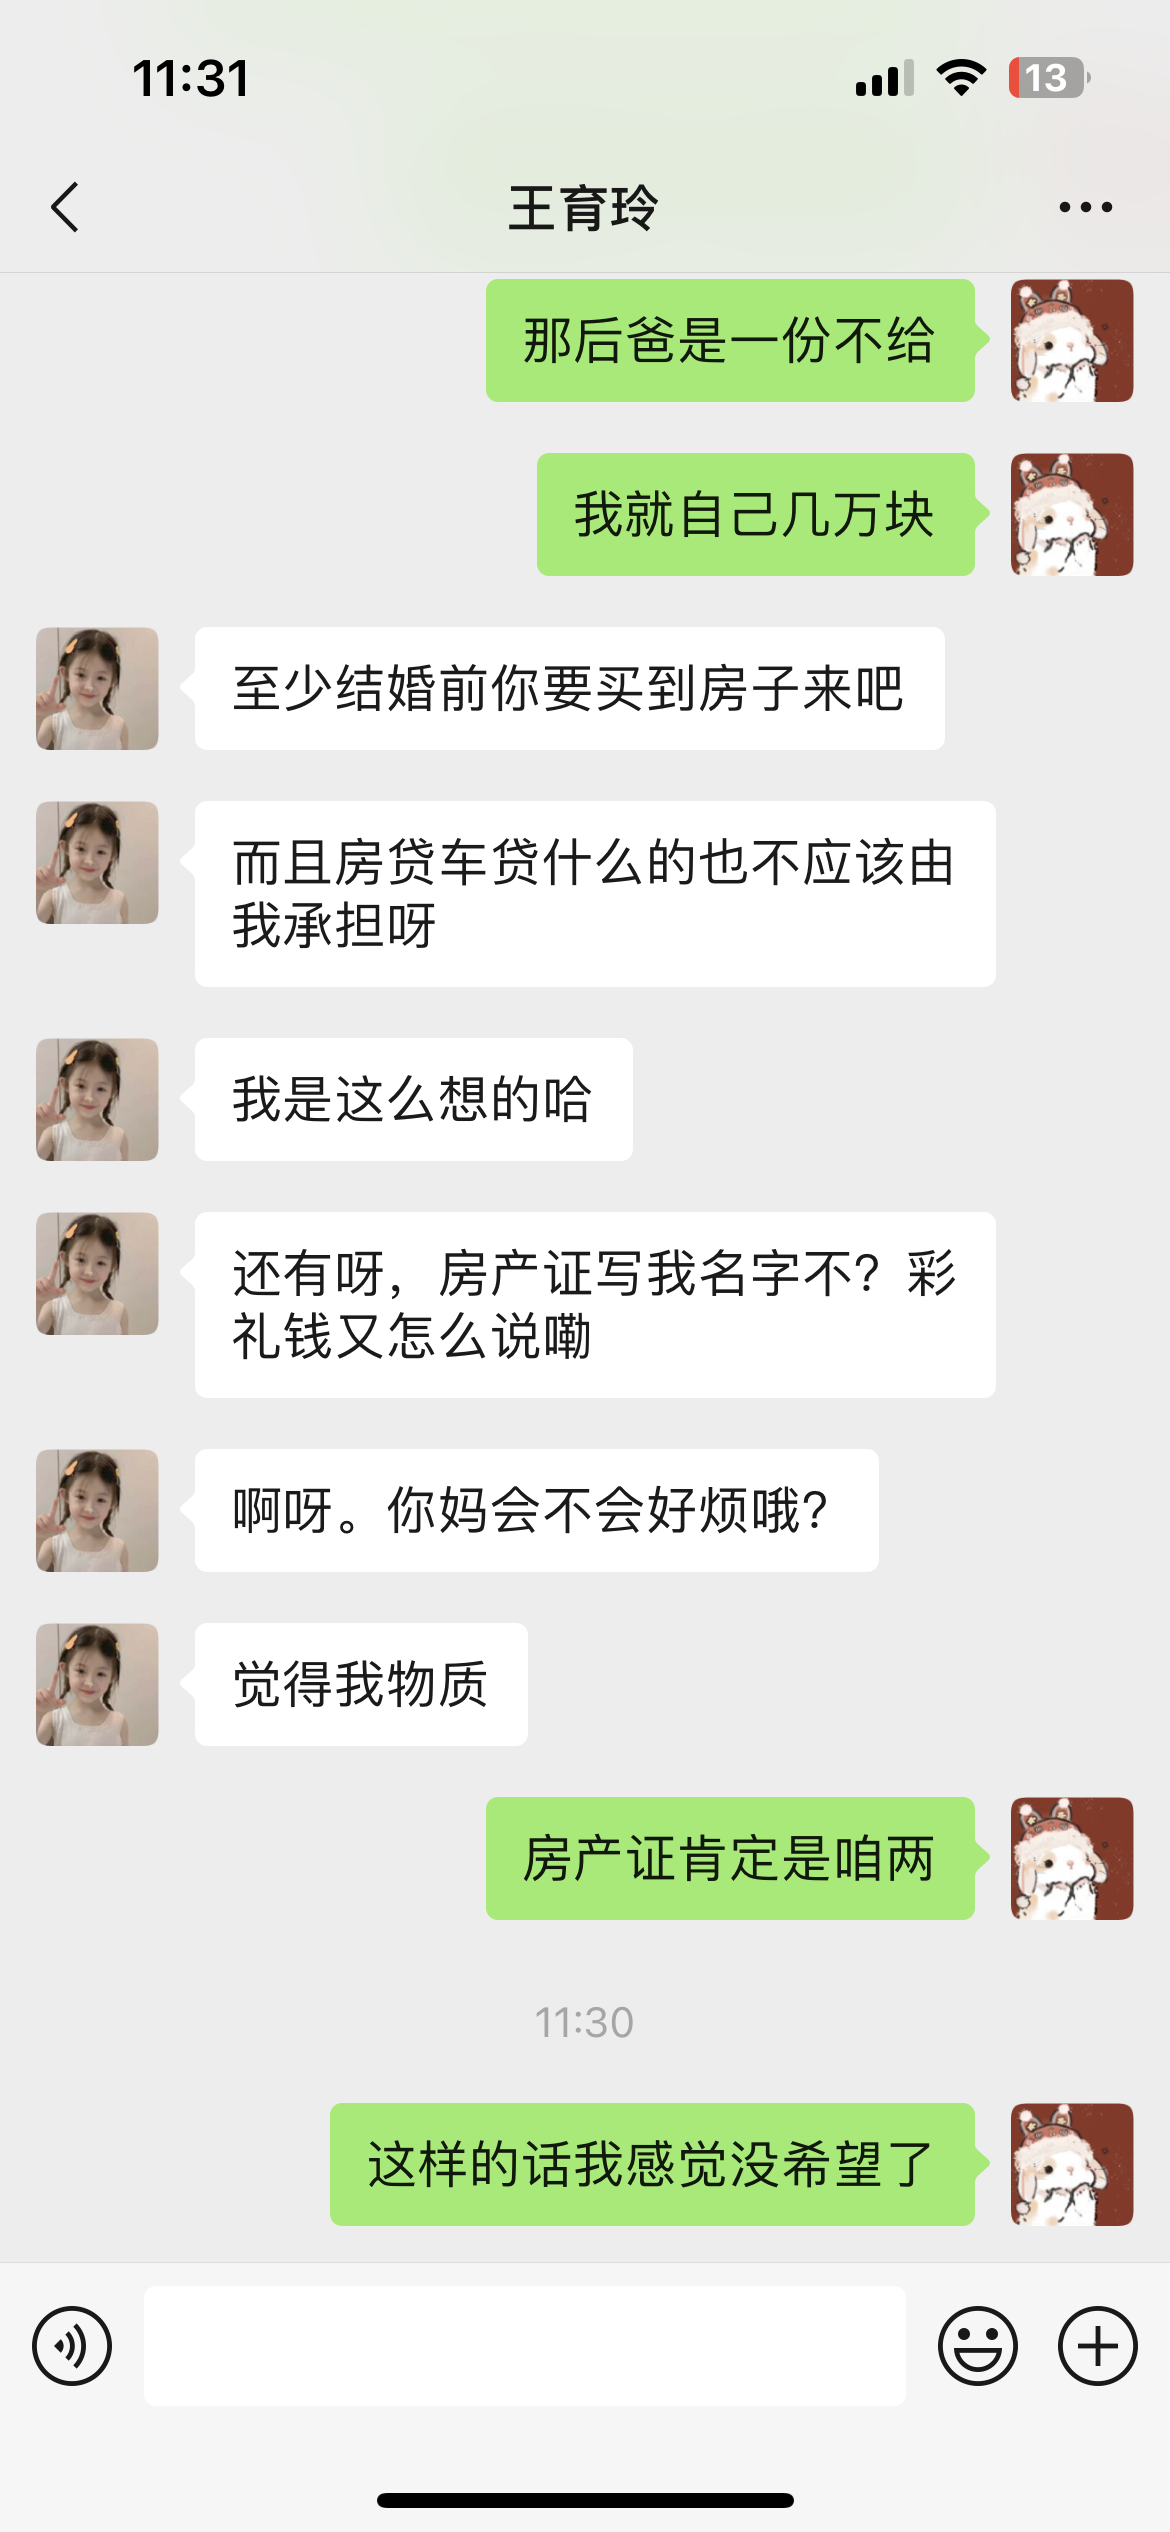 11:31
13
王育玲
那后爸是一份不给
我就自己几万块
至少结婚前你要买到房子来吧
而且房贷车贷什么的也不应该由
我承担呀
我是这么想的哈
还有呀，房产证写我名字不？彩
礼钱又怎么说嘞
啊呀。你妈会不会好烦哦？
觉得我物质
房产证肯定是咱两
11:30
这样的话我感觉没希望了